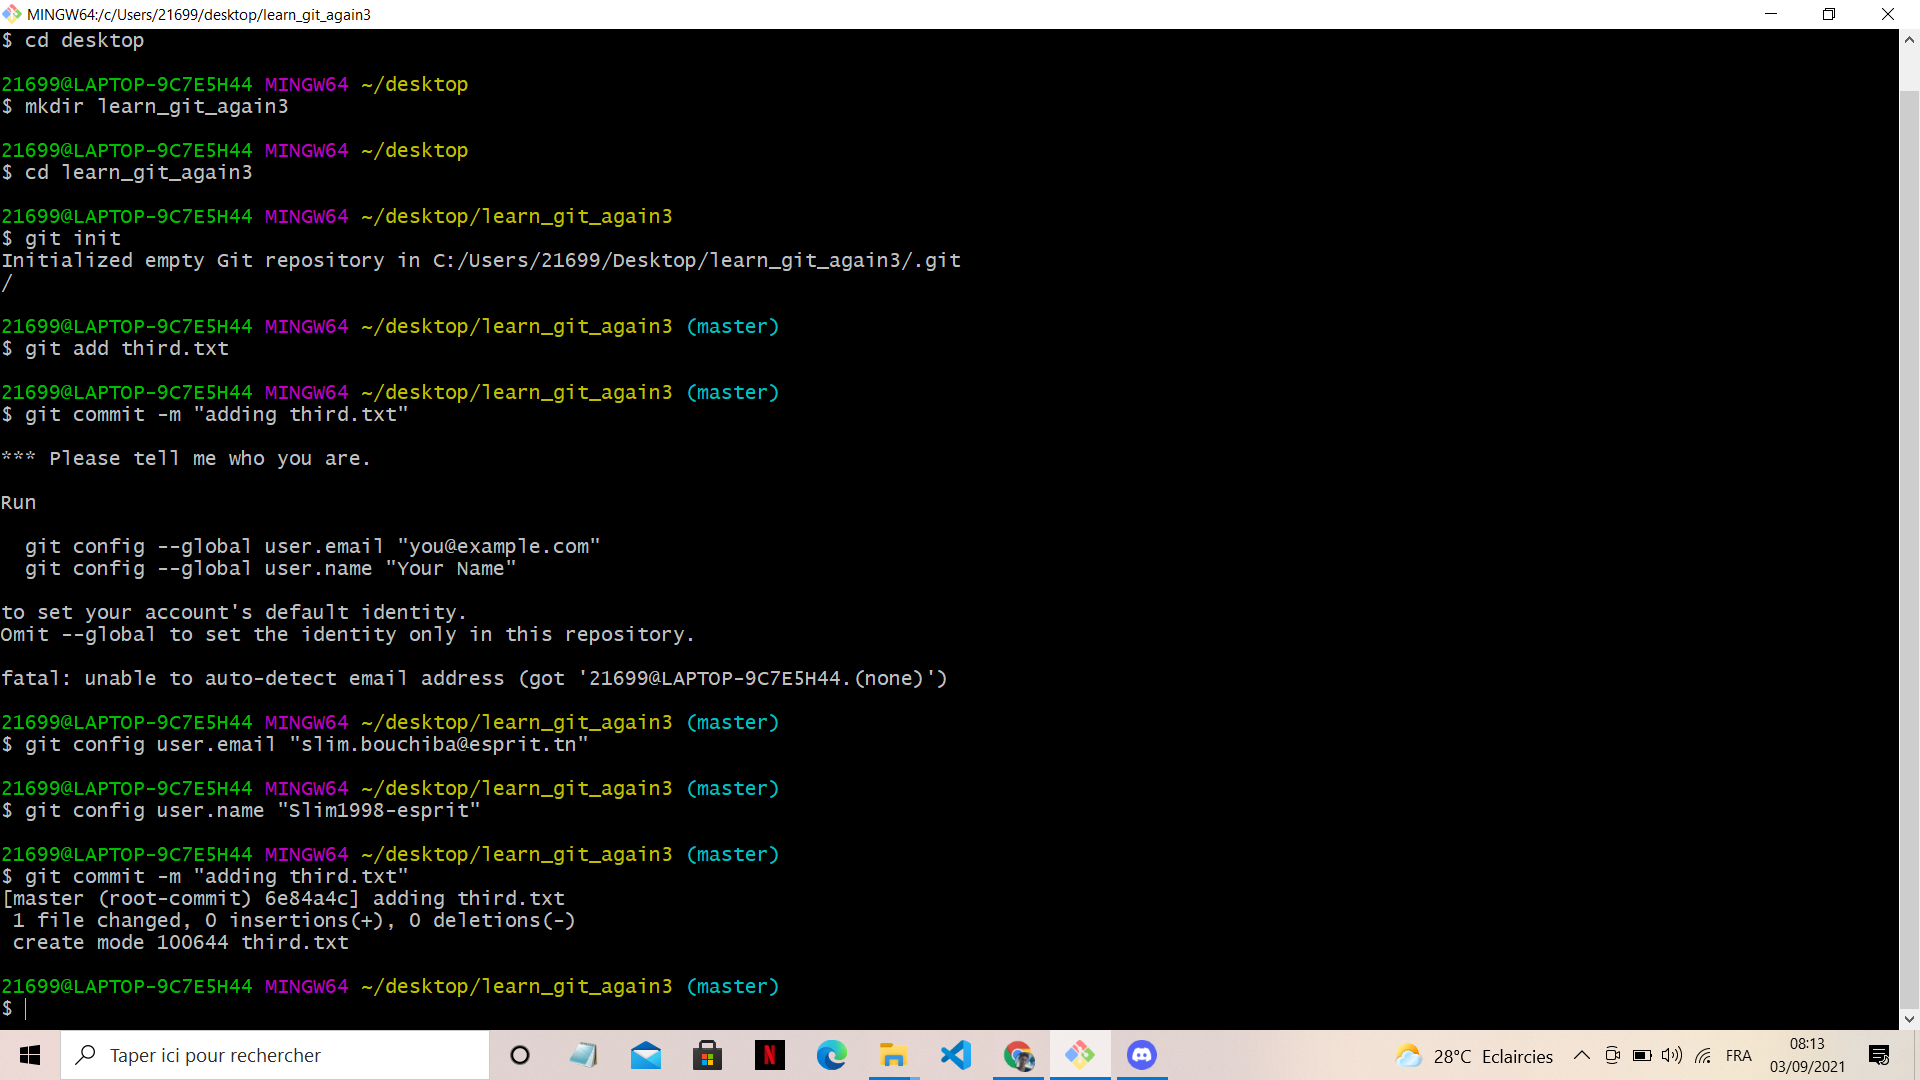 MINGW64:/c/Users/21699/desktop/learn_git_again3
$ cd desktop
21699@LAPTOP-9C7E5H44 MINGW64 ~/desktop
$ mkdir learn_git_again3
21699@LAPTOP-9C7E5H44 MINGW64 ~/desktop
$ cd learn_git_again3
21699@LAPTOP-9C7E5H44 MINGW64 ~/desktop/learn_git_again3
$ git init
Initialized empty Git repository in C:/Users/21699/Desktop/learn_git_again3/.git
/
21699@LAPTOP-9C7E5H44 MINGW64 ~/desktop/learn_git_again3 (master)
$ git add third.txt
21699@LAPTOP-9C7E5H44 MINGW64 ~/desktop/learn_git_again3 (master)
$ git commit -m "adding third.txt"
*** Please tell me who you are.
Run
git config --global user.email "you@example.com"
git config --global user.name "Your Name"
to set your account's default identity.
Omit --global to set the identity only in this repository.
fatal: unable to auto-detect email address (got '21699@LAPTOP-9C7E5H44.(none)')
21699@LAPTOP-9C7E5H44 MINGW64 ~/desktop/learn_git_again3 (master)
$ git config user.email "slim.bouchiba@esprit.tn"
21699@LAPTOP-9C7E5H44 MINGW64 ~/desktop/learn_git_again3 (master)
$ git config user.name "Slim1998-esprit"
21699@LAPTOP-9C7E5H44 MINGW64 ~/desktop/learn_git_again3 (master)
$ git commit -m "adding third.txt"
[master (root-commit) 6e84a4c] adding third.txt
1 file changed, 0 insertions(+), 0 deletions(-)
create mode 100644 third.txt
21699@LAPTOP-9C7E5H44 MINGW64 ~/desktop/learn_git_again3 (master)
$
Taper ici pour rechercher
N
28°C Eclaircies
FRA
08:13
03/09/2021